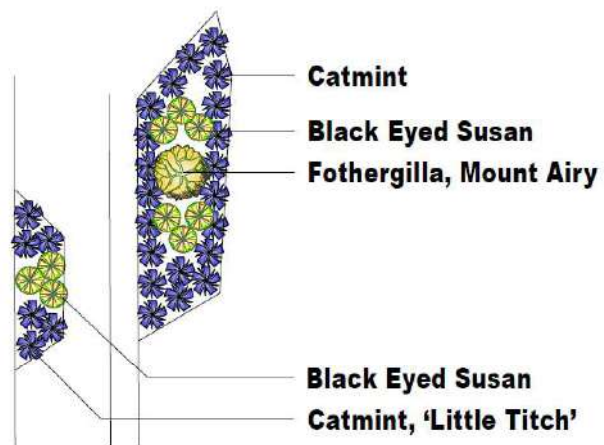 Catmint
Black Eyed Susan
Fothergilla, Mount Airy
Black Eyed Susan
Catmint, ‘Little Titch’